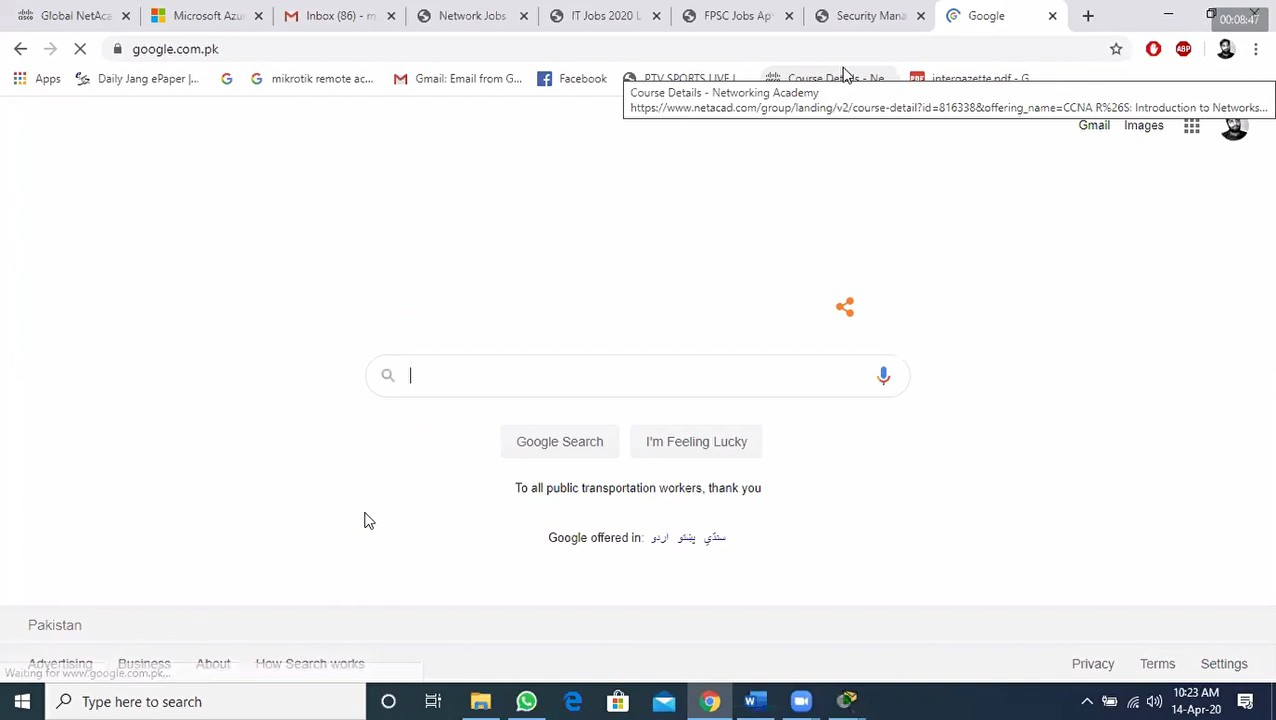 Global NetAca
Microsoft Azu
Inbox (86) - m
Network Jobs
IT Jobs 2020 L
FPSC Jobs Ap
Security Mana
Google
00:08:47
google.com.pk
ABP
Apps
Daily Jang ePaper |...
mikrotik remote ac...
Gmail: Email from G...
Facebook
PTV SPORTS LIVE |
Course Details - Ne
intergazette.pdf - G
Course Details - Networking Academy
https://www.netacad.com/group/landing/v2/course-detail?id=816338&offering_name=CCNA R%26S: Introduction to Networks...
Gmail
Images
Google Search
I'm Feeling Lucky
To all public transportation workers, thank you
Google offered in: اردو پښتو سنڌي
Pakistan
Advertising
Business
About
How Search works
Privacy
Terms
Settings
Waiting for www.google.com.pk...
Type here to search
10:23 AM
14-Apr-20